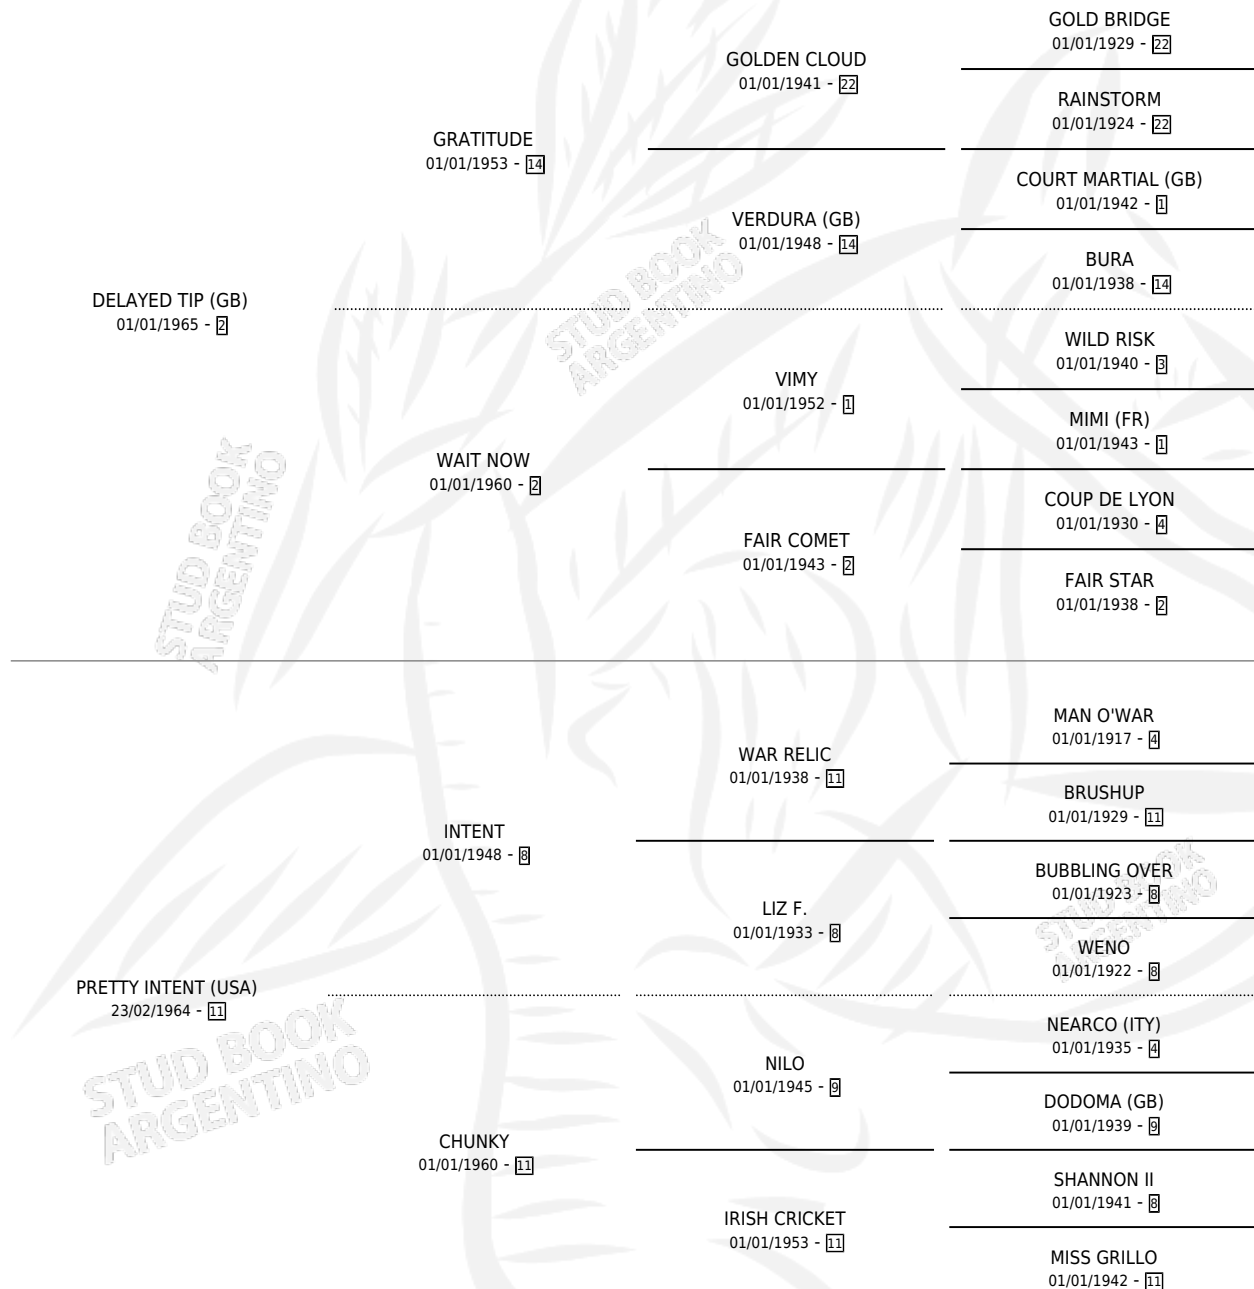 GOLD BRIDGE
01/01/1929 - 22
GOLDEN CLOUD
01/01/1941 - 22
RAINSTORM
01/01/1924 - 22
GRATITUDE
01/01/1953 - 14
COURT MARTIAL (GB)
01/01/1942 - 1
VERDURA (GB)
01/01/1948 - 14
BURA
01/01/1938 - 14
DELAYED TIP (GB)
01/01/1965 - 2
WILD RISK
01/01/1940 - 3
VIMY
01/01/1952 - 1
MIMI (FR)
01/01/1943 - 1
WAIT NOW
01/01/1960 - 2
COUP DE LYON
01/01/1930 - 4
FAIR COMET
01/01/1943 - 2
FAIR STAR
01/01/1938 - 2
MAN O'WAR
01/01/1917 - 4
WAR RELIC
01/01/1938 - 11
BRUSHUP
01/01/1929 - 11
INTENT
01/01/1948 - 8
BUBBLING OVER
01/01/1923 - 8
LIZ F.
01/01/1933 - 8
WENO
01/01/1922 - 8
PRETTY INTENT (USA)
23/02/1964 - 11
NEARCO (ITY)
01/01/1935 - 4
NILO
01/01/1945 - 9
DODOMA (GB)
01/01/1939 - 9
CHUNKY
01/01/1960 - 11
SHANNON II
01/01/1941 - 8
IRISH CRICKET
01/01/1953 - 11
MISS GRILLO
01/01/1942 - 11
STUD BOOK
ARGENTINO
STUD BOOK
ARGENTINO
STUD BOOK
ARGENTINO
STUD BOOK
ARGENTINO